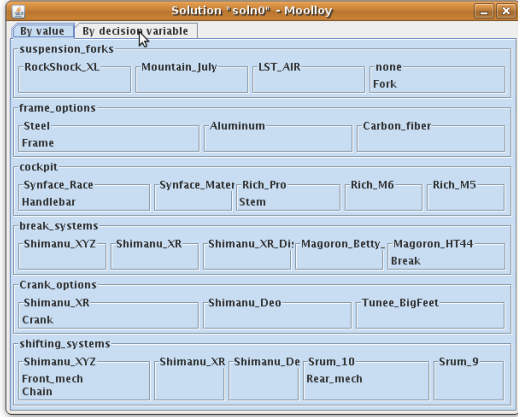 Solution "soln0" - Moolloy
By value By decision variable
suspension_forks
RockShock_XL Mountain_July LST_AIR none
Fork
frame_options
Steel Aluminum Carbon_fiber
Frame
cockpit
Synface_Race Synface_Mater Rich_Pro Rich_M6 Rich_M5
Handlebar Stem
break_systems
Shimanu_XYZ Shimanu_XR Shimanu_XR_Dis Magoron_Betty_ Magoron_HT44
Break
Crank_options
Shimanu_XR Shimanu_Deo Tunee_BigFeet
Crank
shifting_systems
Shimanu_XYZ Shimanu_XR Shimanu_De Srum_10 Srum_9
Front_mech Rear_mech
Chain